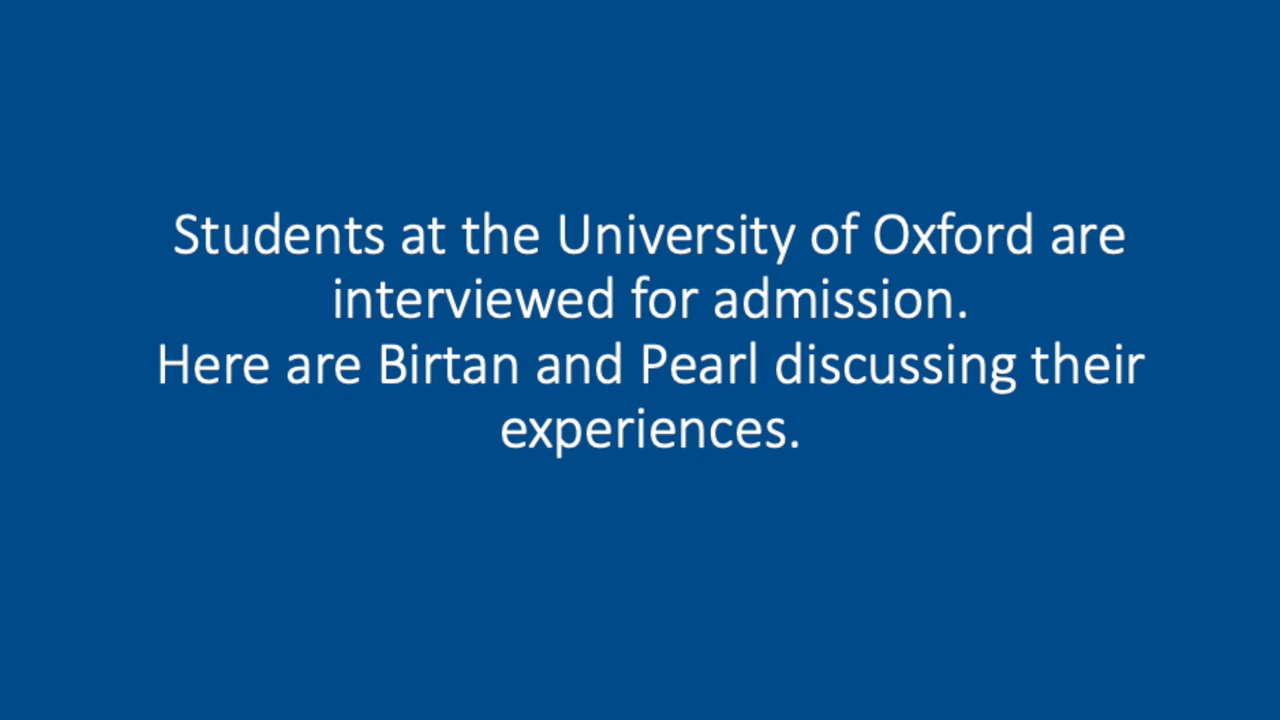 Students at the University of Oxford are
interviewed for admission.
Here are Birtan and Pearl discussing their
experiences.